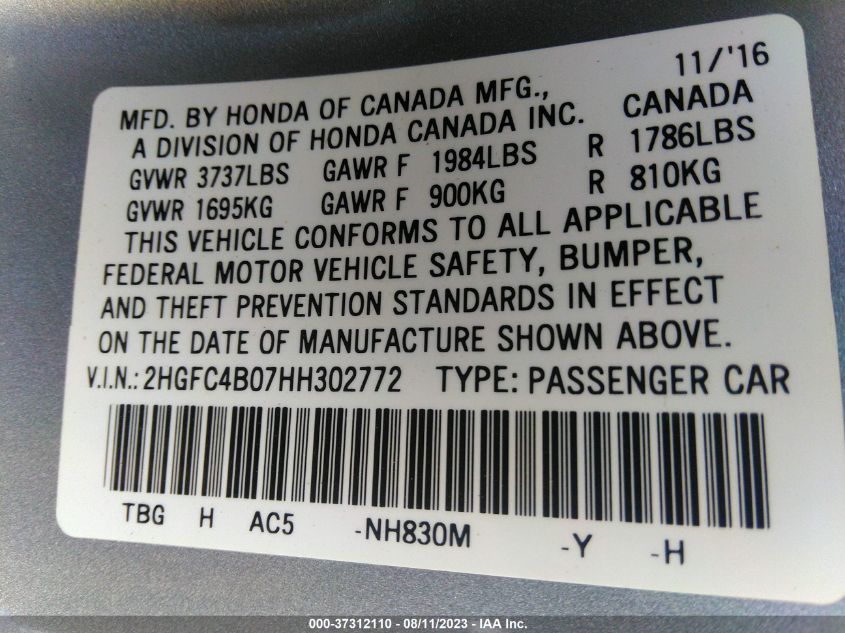 11/'16
MFD. BY HONDA OF CANADA MFG.,
A DIVISION OF HONDA CANADA INC. CANADA
GVWR 3737LBS GAWR F 1984LBS R 1786LBS
GVWR 1695KG GAWR F 900KG R 810KG
THIS VEHICLE CONFORMS TO ALL APPLICABLE
FEDERAL MOTOR VEHICLE SAFETY, BUMPER,
AND THEFT PREVENTION STANDARDS IN EFFECT
ON THE DATE OF MANUFACTURE SHOWN ABOVE.
V.I.N.: 2HGFC4B07HH302772 TYPE: PASSENGER CAR
TBG H AC5 -NH830M -Y -H
000-37312110 - 08/11/2023 - IAA Inc.